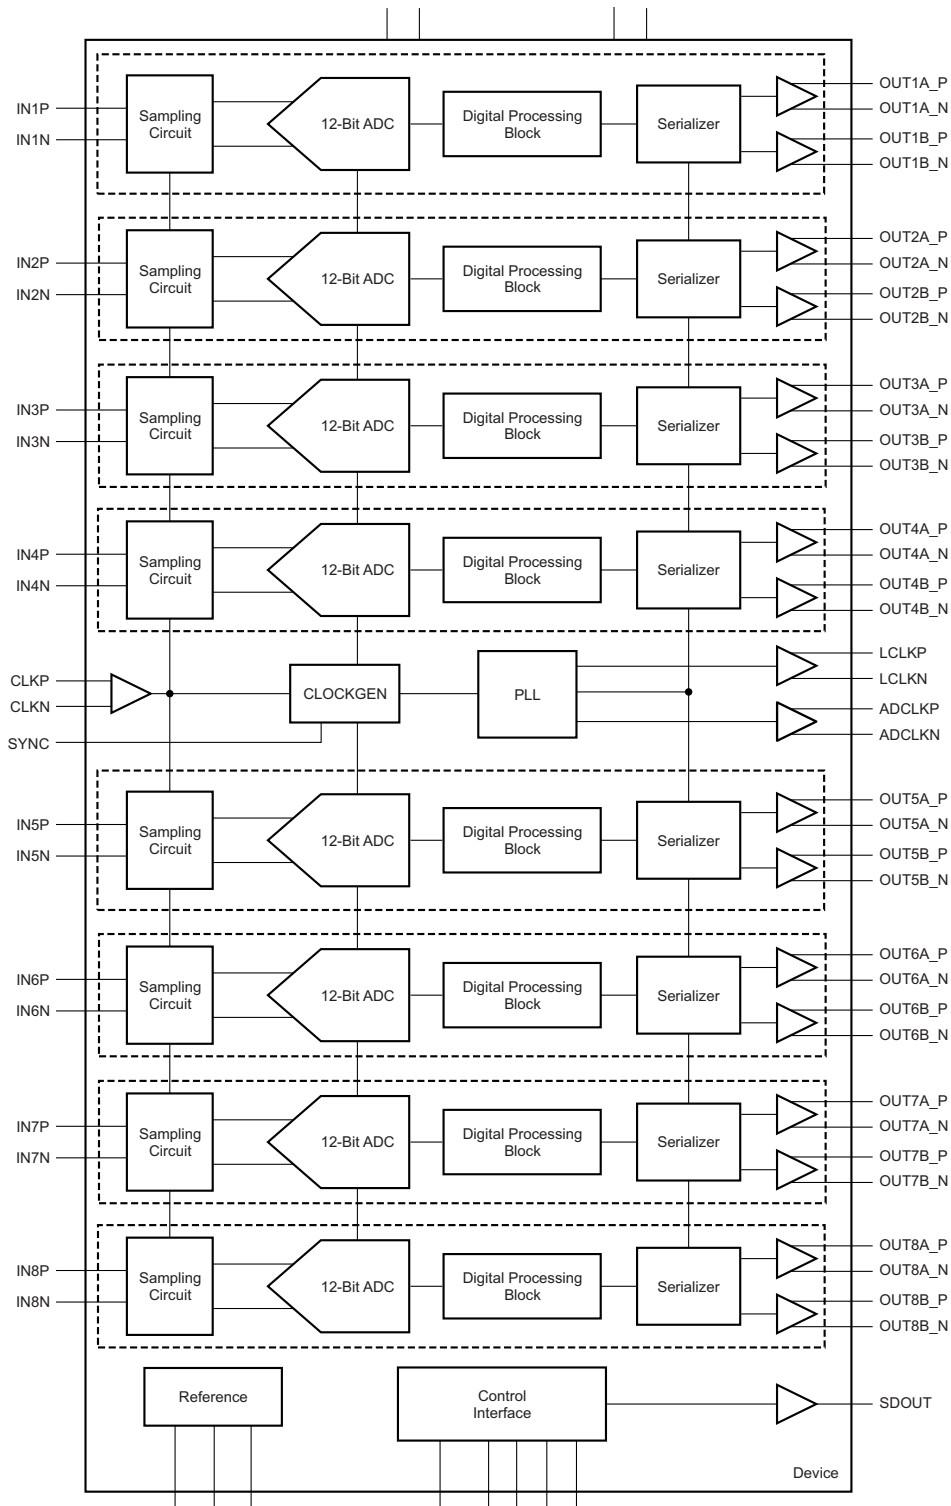 IN1P
IN1N
Sampling
Circuit
12-Bit ADC
Digital Processing
Block
Serializer
OUT1A_P
OUT1A_N
OUT1B_P
OUT1B_N
IN2P
IN2N
Sampling
Circuit
12-Bit ADC
Digital Processing
Block
Serializer
OUT2A_P
OUT2A_N
OUT2B_P
OUT2B_N
IN3P
IN3N
Sampling
Circuit
12-Bit ADC
Digital Processing
Block
Serializer
OUT3A_P
OUT3A_N
OUT3B_P
OUT3B_N
IN4P
IN4N
Sampling
Circuit
12-Bit ADC
Digital Processing
Block
Serializer
OUT4A_P
OUT4A_N
OUT4B_P
OUT4B_N
CLKP
CLKN
SYNC
CLOCKGEN
PLL
LCLKP
LCLKN
ADCLKP
ADCLKN
IN5P
IN5N
Sampling
Circuit
12-Bit ADC
Digital Processing
Block
Serializer
OUT5A_P
OUT5A_N
OUT5B_P
OUT5B_N
IN6P
IN6N
Sampling
Circuit
12-Bit ADC
Digital Processing
Block
Serializer
OUT6A_P
OUT6A_N
OUT6B_P
OUT6B_N
IN7P
IN7N
Sampling
Circuit
12-Bit ADC
Digital Processing
Block
Serializer
OUT7A_P
OUT7A_N
OUT7B_P
OUT7B_N
IN8P
IN8N
Sampling
Circuit
12-Bit ADC
Digital Processing
Block
Serializer
OUT8A_P
OUT8A_N
OUT8B_P
OUT8B_N
Reference
Control
Interface
SDOUT
Device